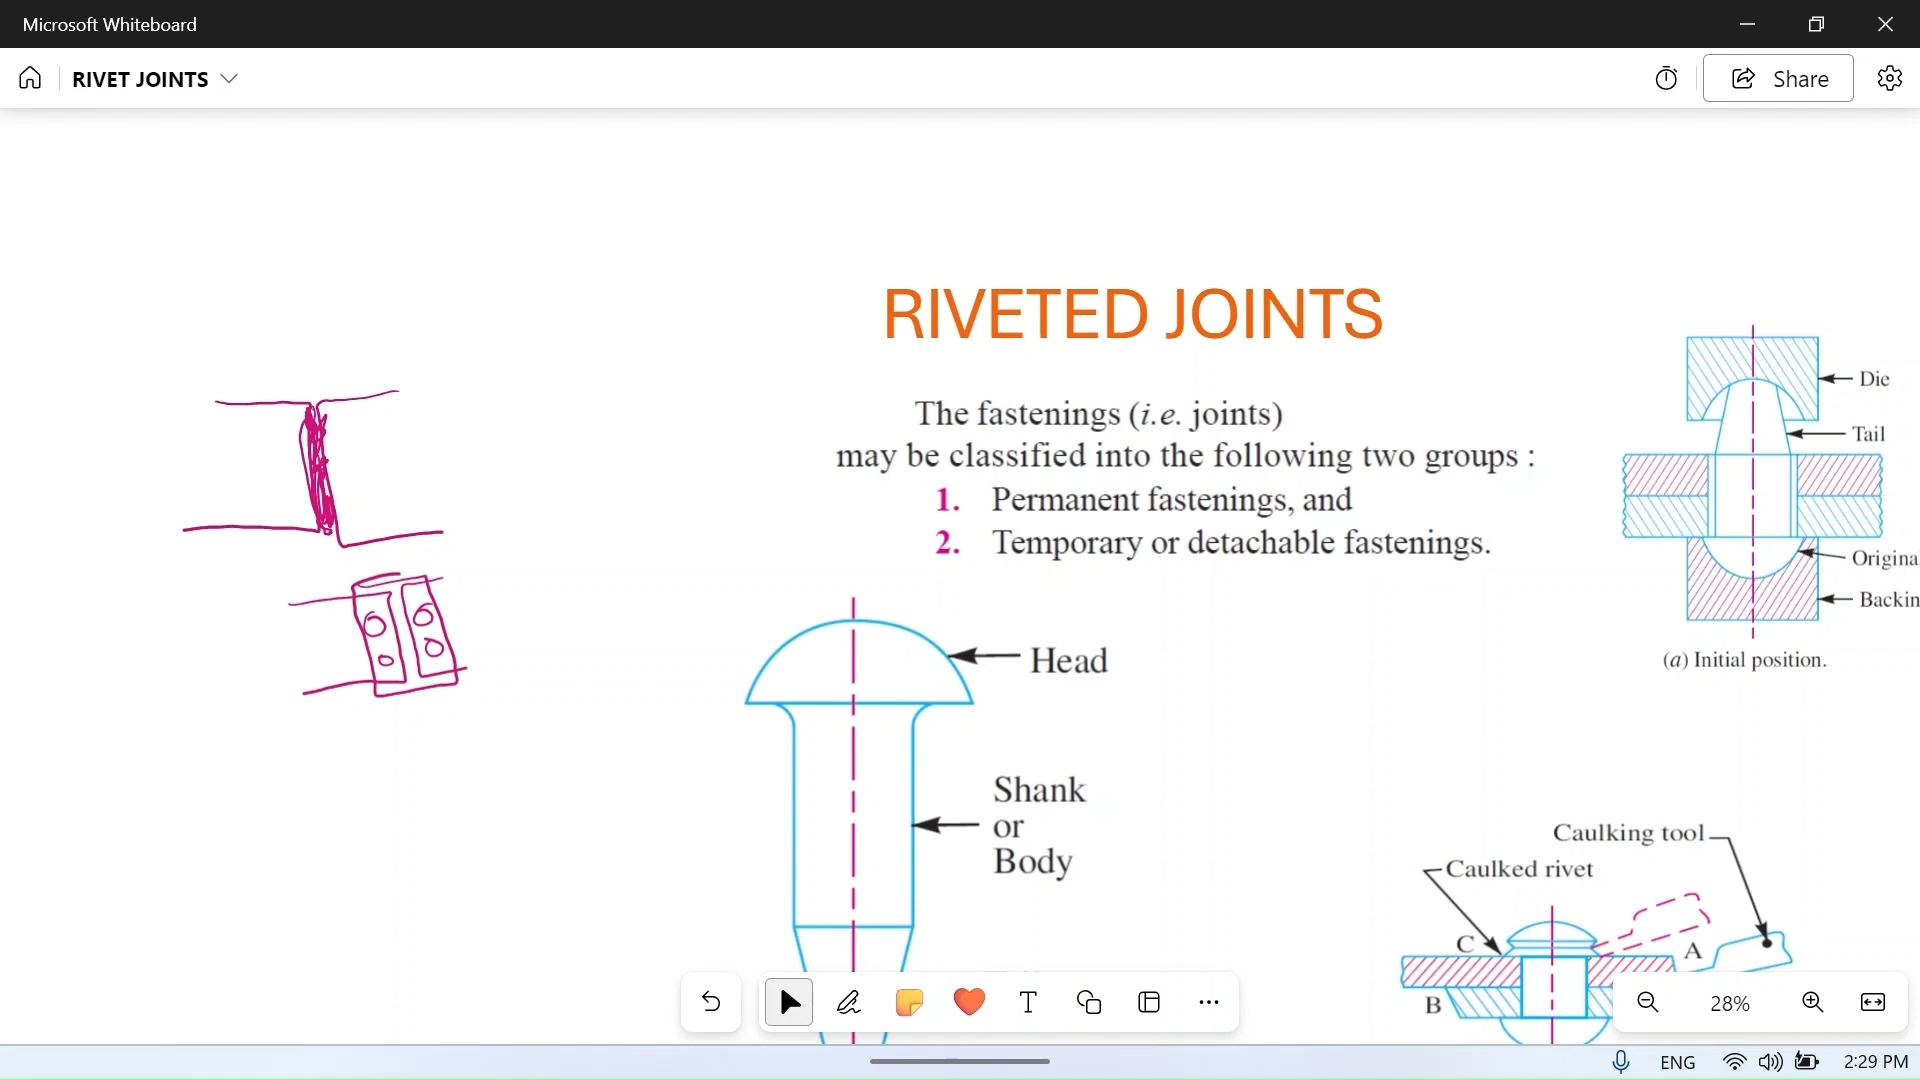 Microsoft Whiteboard
RIVET JOINTS
Share
RIVETED JOINTS
The fastenings (i.e. joints)
may be classified into the following two groups :
1. Permanent fastenings, and
2. Temporary or detachable fastenings.
Head
Shank
or
Body
Die
Tail
Origina
Backin
(a) Initial position.
Caulking tool
Caulked rivet
C
A
B
T
28%
ENG
2:29 PM